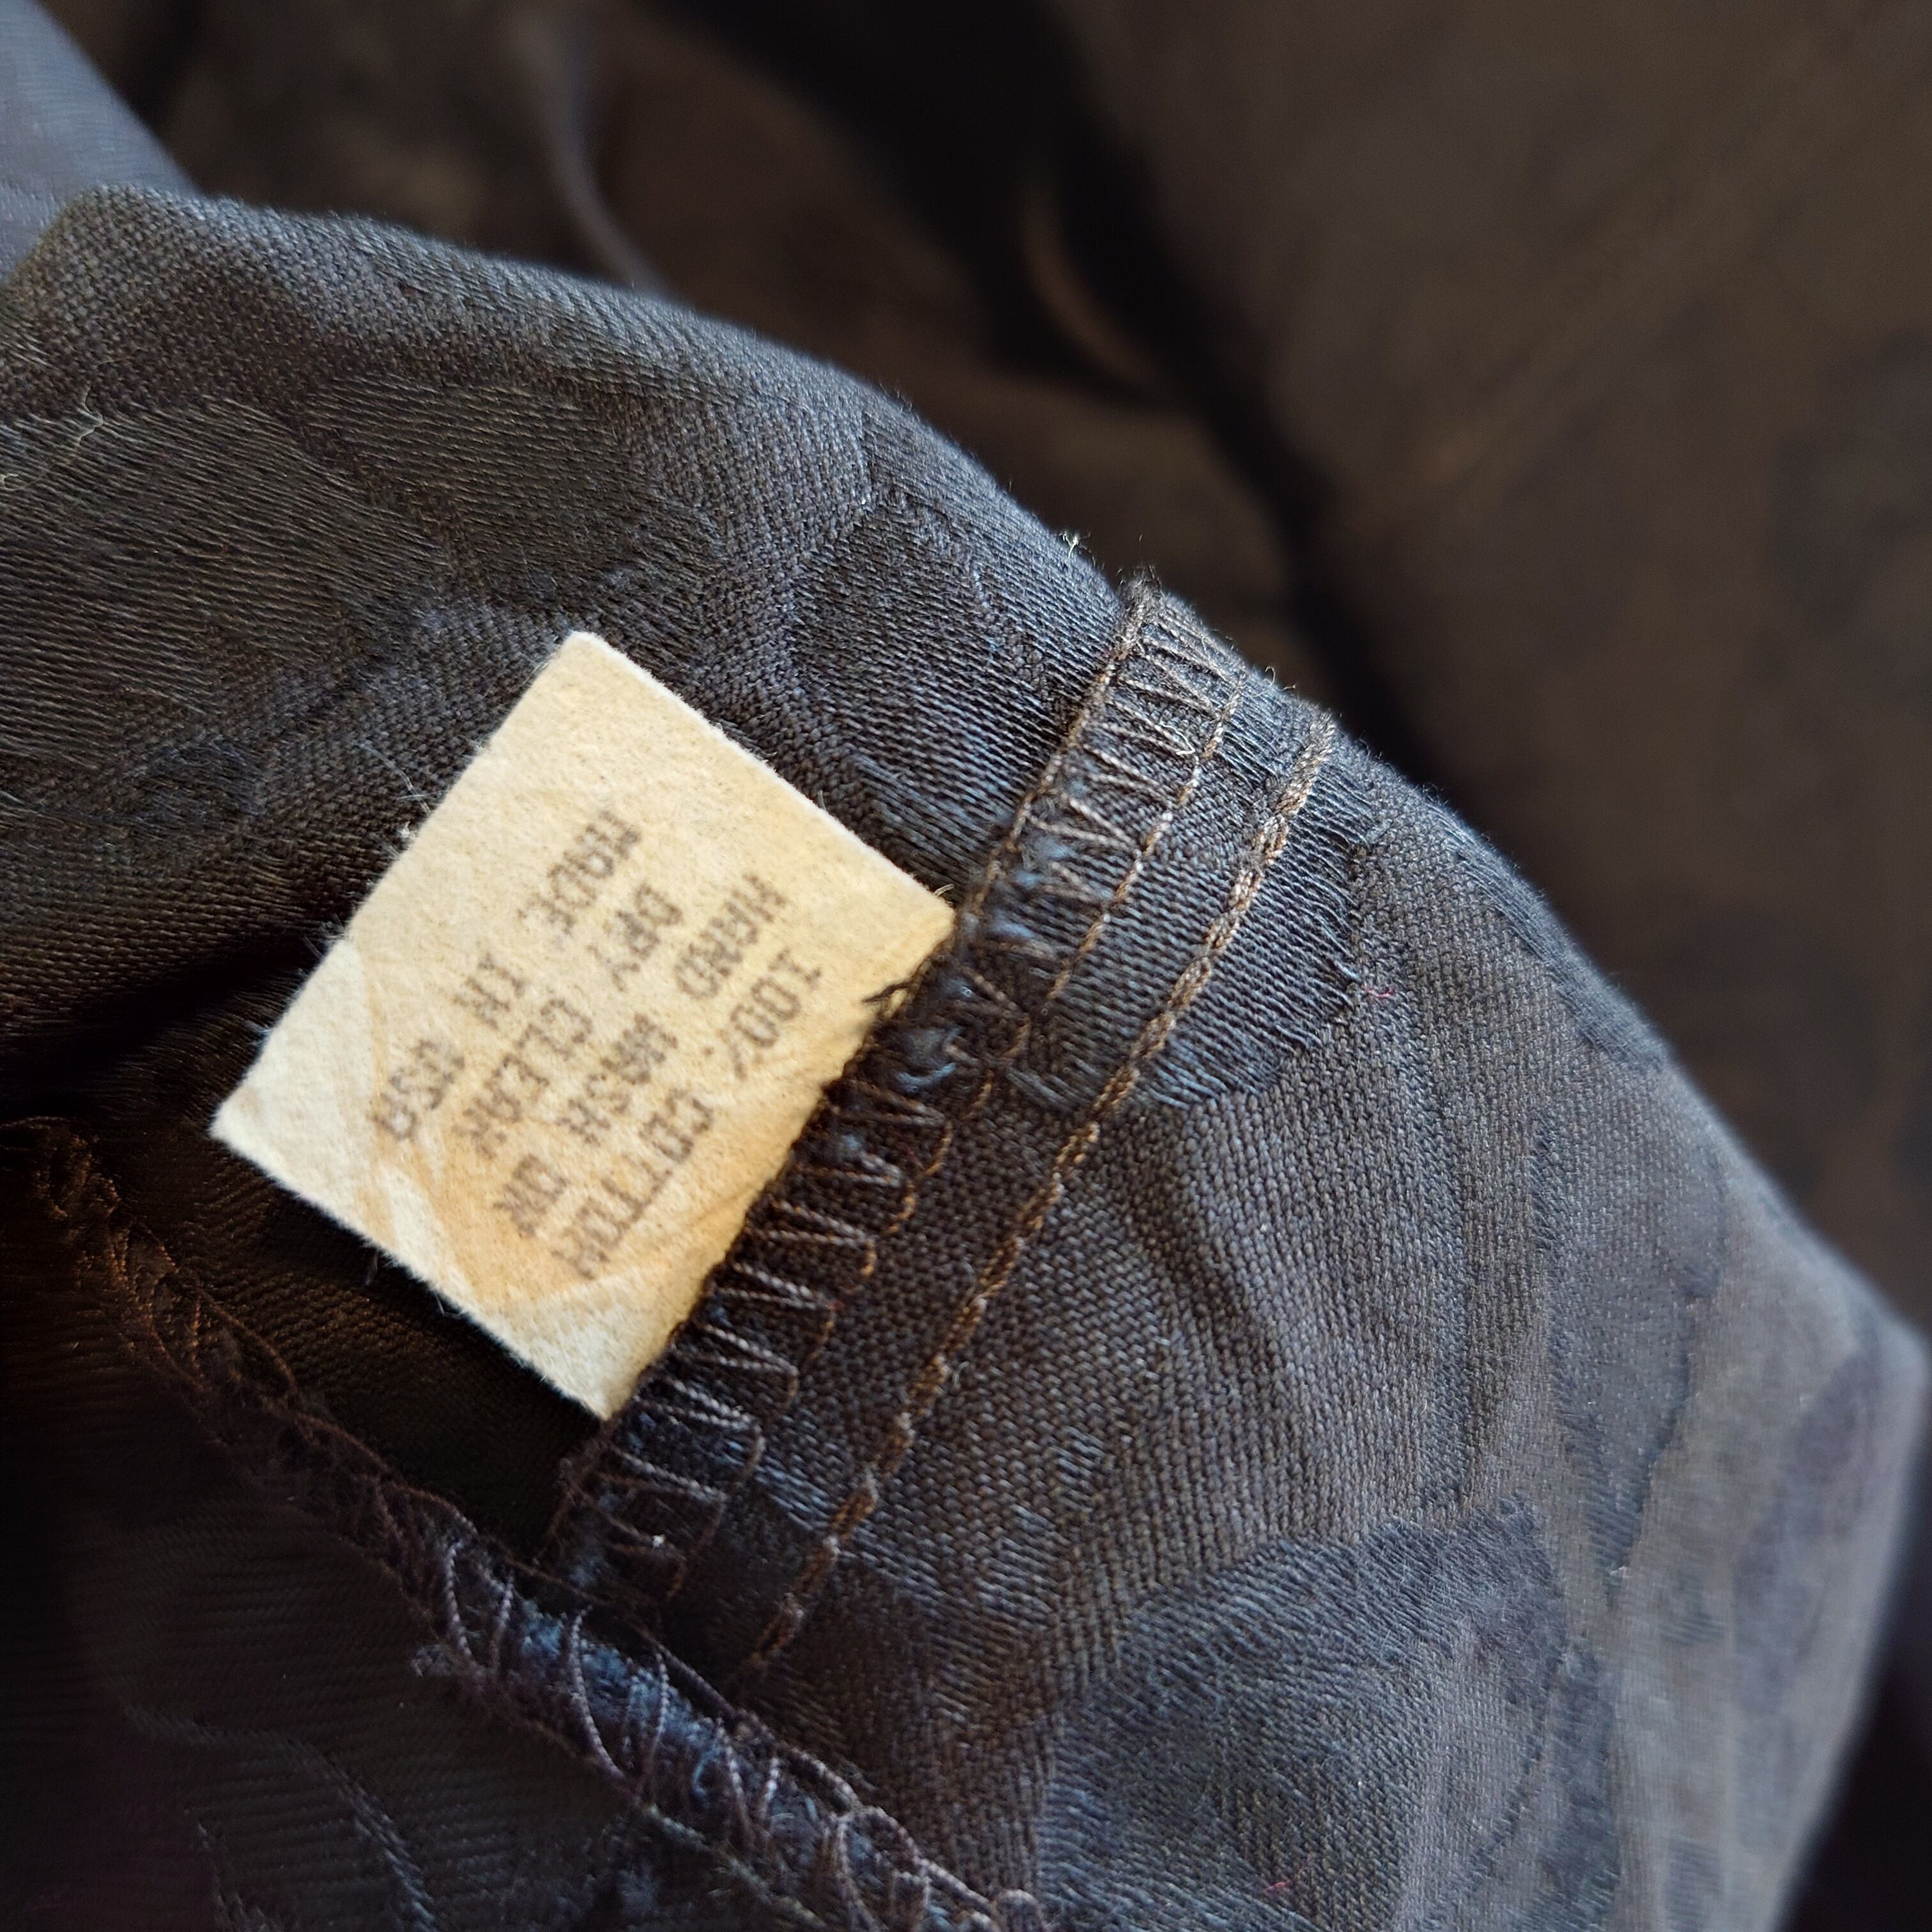 100% COTTON
HAND WASH OR
DRY CLEAN
MADE IN USA